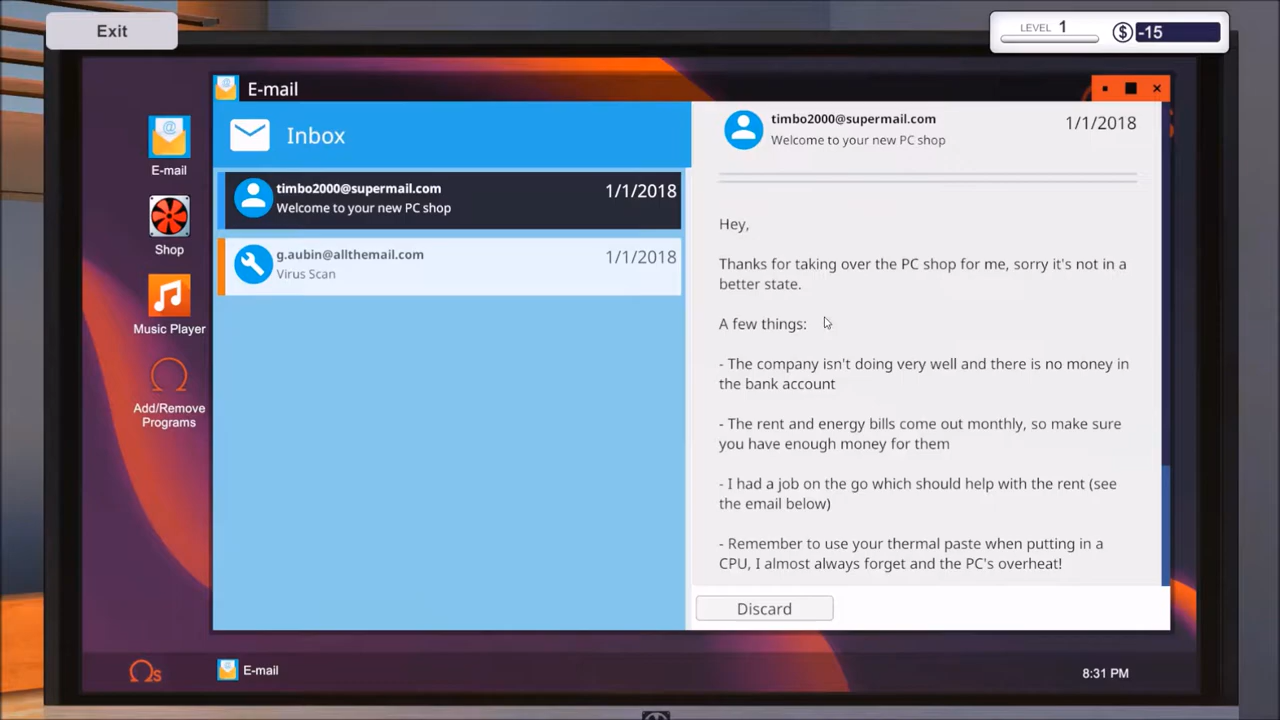 Exit
LEVEL 1
$ -15
E-mail
Inbox
timbo2000@supermail.com
1/1/2018
Welcome to your new PC shop
g.aubin@allthemail.com
1/1/2018
Virus Scan
timbo2000@supermail.com
1/1/2018
Welcome to your new PC shop
Hey,
Thanks for taking over the PC shop for me, sorry it's not in a
better state.
A few things:
- The company isn't doing very well and there is no money in
the bank account
- The rent and energy bills come out monthly, so make sure
you have enough money for them
- I had a job on the go which should help with the rent (see
the email below)
- Remember to use your thermal paste when putting in a
CPU, I almost always forget and the PC's overheat!
Discard
E-mail
Shop
Music Player
Add/Remove
Programs
Ωs
E-mail
8:31 PM